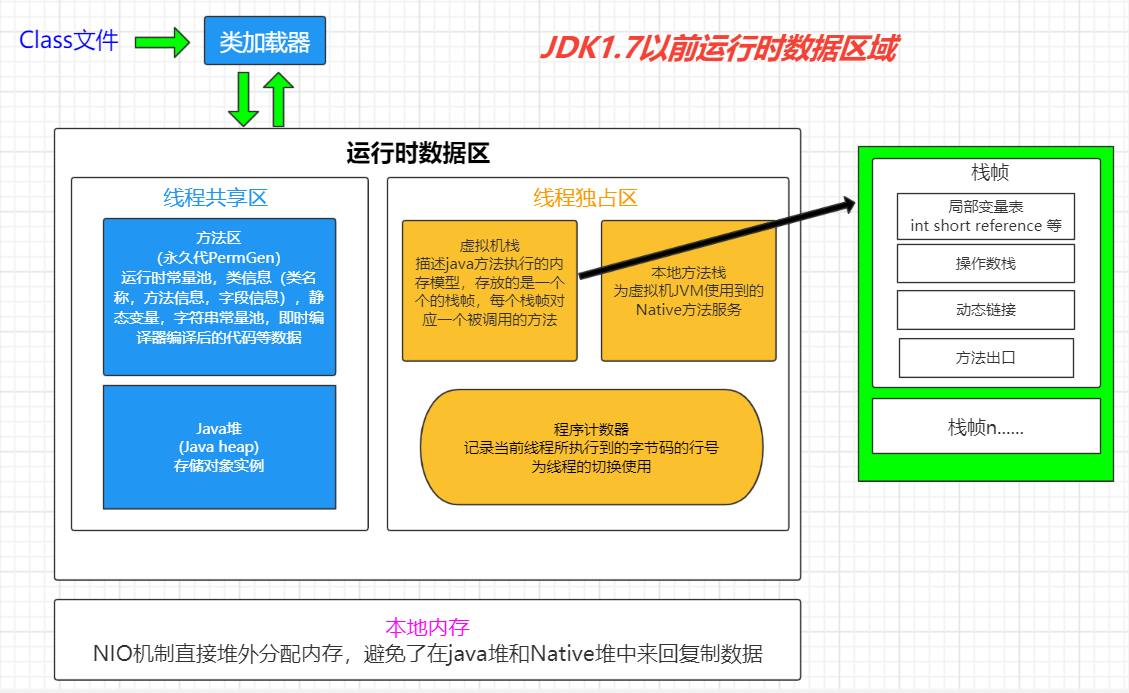 Class文件
类加载器
JDK1.7以前运行时数据区域
运行时数据区
线程共享区
方法区
(永久代PermGen)
运行时常量池，类信息（类名
称，方法信息，字段信息），静
态变量，字符串常量池，即时编
译器编译后的代码等数据
Java堆
(Java heap)
存储对象实例
线程独占区
虚拟机栈
描述java方法执行的内
存模型，存放的是一个
个的栈帧，每个栈帧对
应一个被调用的方法
本地方法栈
为虚拟机JVM使用到的
Native方法服务
程序计数器
记录当前线程所执行到的字节码的行号
为线程的切换使用
栈帧
局部变量表
int short reference 等
操作数栈
动态链接
方法出口
栈帧n......
本地内存
NIO机制直接堆外分配内存，避免了在java堆和Native堆中来回复制数据